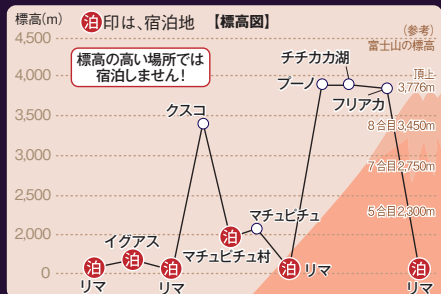 標高(m)
泊印は、宿泊地 【標高図】
(参考)
富士山の標高
4,500
標高の高い場所では
宿泊しません!
チチカカ湖
頂上
3,776m
4,000
プーノ
フリアカ
クスコ
3,500
8合目3,450m
3,000
7合目2,750m
2,500
マチュピチュ
5合目2,300m
2,000
泊
マチュピチュ村
イグアス
0
泊
泊
泊
泊
リマ
泊
リマ
リマ
リマ